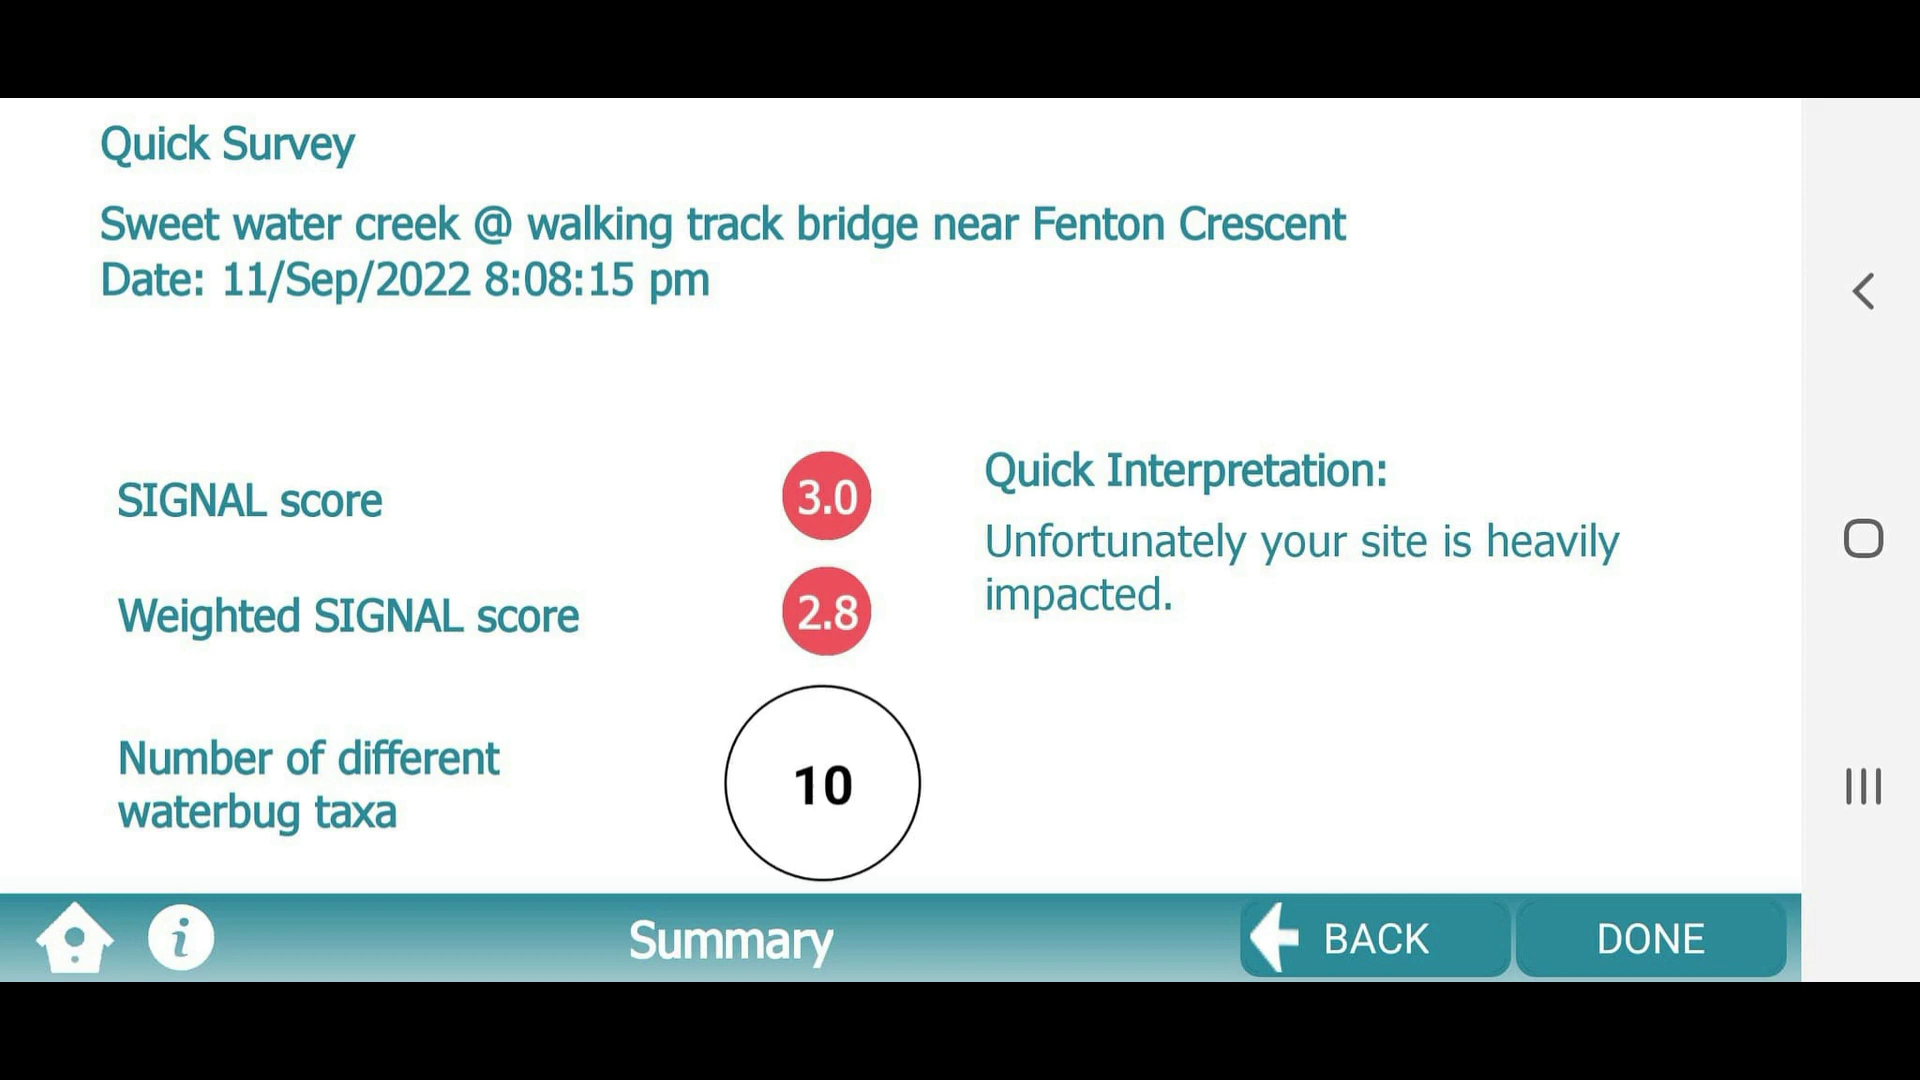 Quick Survey
Sweet water creek @ walking track bridge near Fenton Crescent
Date: 11/Sep/2022 8:08:15 pm
SIGNAL score
3.0
Weighted SIGNAL score
2.8
Number of different
waterbug taxa
10
Quick Interpretation:
Unfortunately your site is heavily
impacted.
i
Summary
BACK
DONE